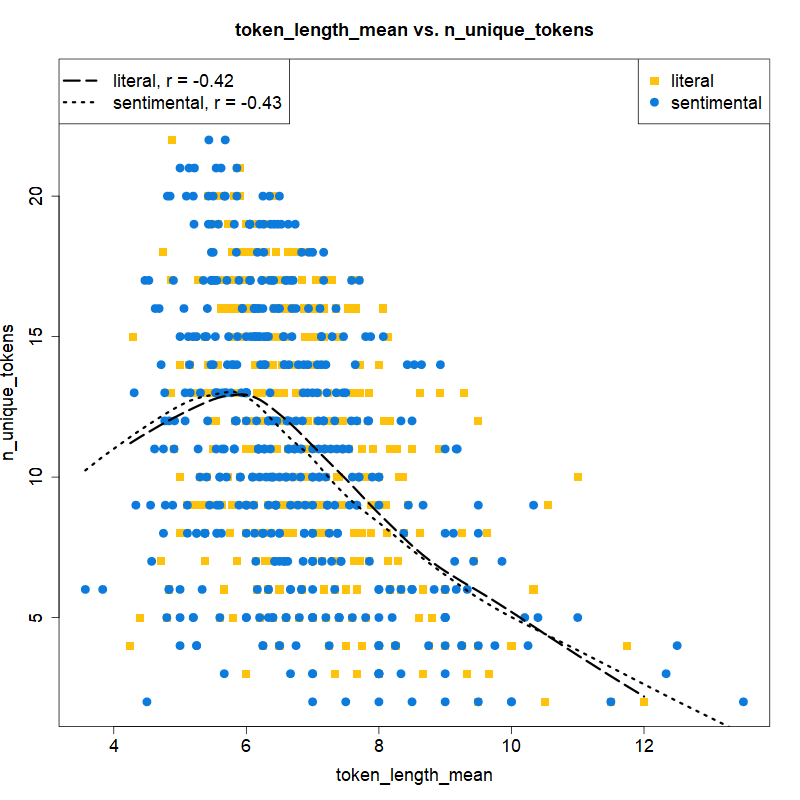 token_length_mean vs. n_unique_tokens
literal, r = -0.42
sentimental, r = -0.43
literal
sentimental
n_unique_tokens
20
15
10
5
4 6 8 10 12
token_length_mean